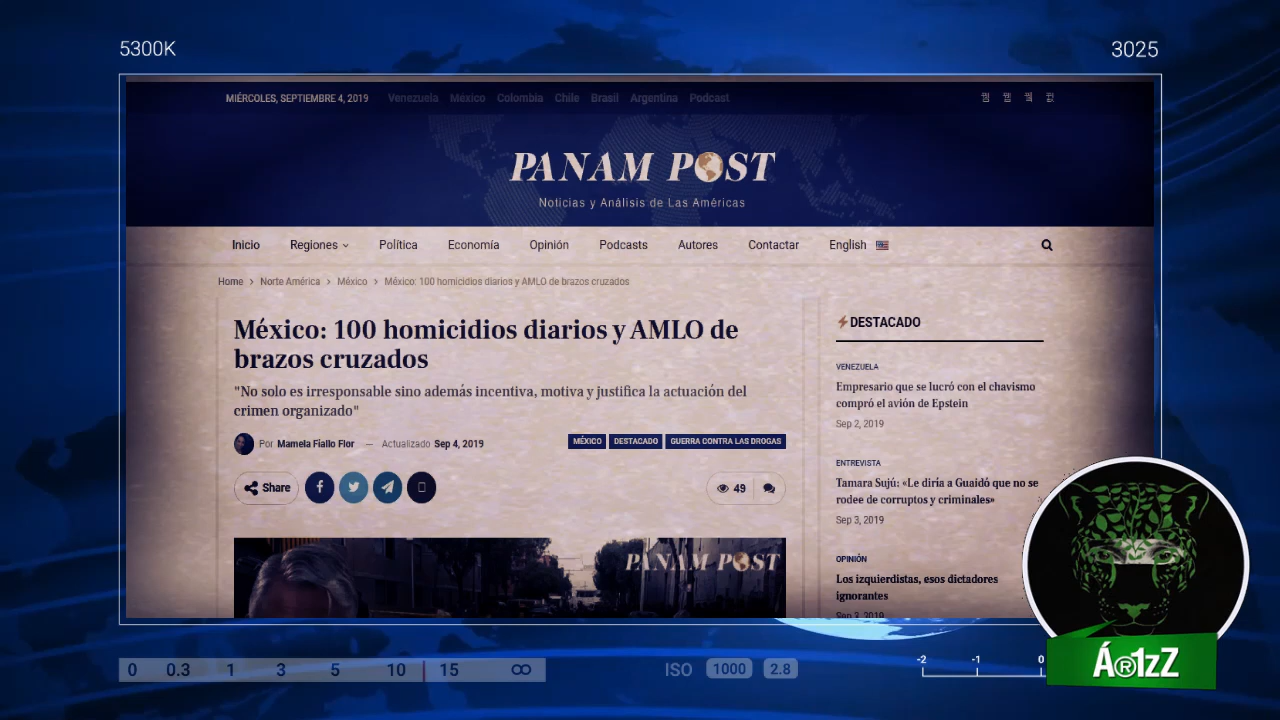 5300K
3025
MIÉRCOLES, SEPTIEMBRE 4, 2019 Venezuela México Colombia Chile Brasil Argentina Podcast
PANAM POST
Noticias y Análisis de Las Américas
Inicio Regiones Política Economía Opinión Podcasts Autores Contactar English
Home > Norte América > México > México: 100 homicidios diarios y AMLO de brazos cruzados
México: 100 homicidios diarios y AMLO de
brazos cruzados
"No solo es irresponsable sino además incentiva, motiva y justifica la actuación del
crimen organizado"
Por Mamela Fiallo Flor — Actualizado Sep 4, 2019
MÉXICO DESTACADO GUERRA CONTRA LAS DROGAS
Share
49
PANAM POST
DESTACADO
VENEZUELA
Empresario que se lucró con el chavismo
compró el avión de Epstein
Sep 2, 2019
ENTREVISTA
Tamara Sujú: «Le diría a Guaidó que no se
rodee de corruptos y criminales»
Sep 3, 2019
OPINIÓN
Los izquierdistas, esos dictadores
ignorantes
Sep 3, 2019
0 0.3 1 3 5 10 15 ∞
ISO 1000 2.8
-2 -1 0
Á®1zZ